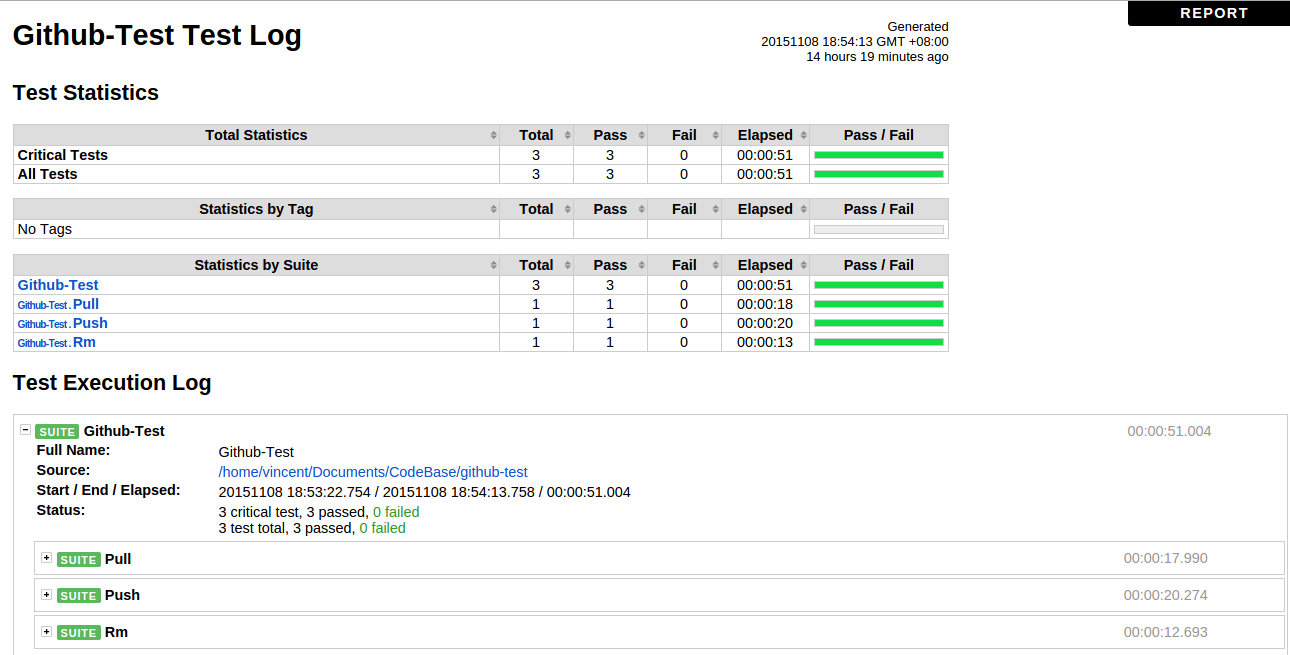 REPORT
Github-Test Test Log
Generated
20151108 18:54:13 GMT +08:00
14 hours 19 minutes ago
Test Statistics
Total Statistics Total Pass Fail Elapsed Pass / Fail
Critical Tests 3 3 0 00:00:51
All Tests 3 3 0 00:00:51
Statistics by Tag Total Pass Fail Elapsed Pass / Fail
No Tags
Statistics by Suite Total Pass Fail Elapsed Pass / Fail
Github-Test 3 3 0 00:00:51
Github-Test . Pull 1 1 0 00:00:18
Github-Test . Push 1 1 0 00:00:20
Github-Test . Rm 1 1 0 00:00:13
Test Execution Log
SUITE Github-Test 00:00:51.004
Full Name: Github-Test
Source: /home/vincent/Documents/CodeBase/github-test
Start / End / Elapsed: 20151108 18:53:22.754 / 20151108 18:54:13.758 / 00:00:51.004
Status: 3 critical test, 3 passed, 0 failed
3 test total, 3 passed, 0 failed
SUITE Pull 00:00:17.990
SUITE Push 00:00:20.274
SUITE Rm 00:00:12.693